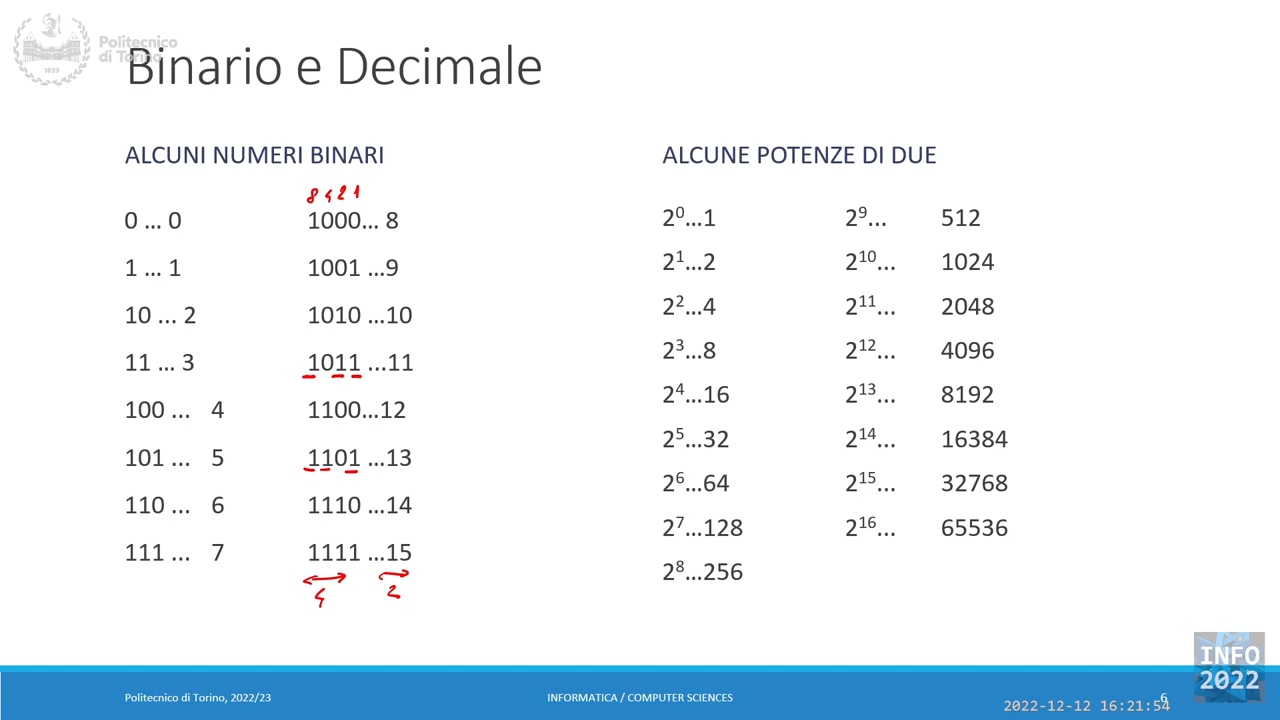 Politecnico
di Torino
1859
Binario e Decimale
ALCUNI NUMERI BINARI
8 4 2 1
0 ... 0
1 ... 1
10 ... 2
11 ... 3
100 ... 4
101 ... 5
110 ... 6
111 ... 7
1000... 8
1001 ...9
1010 ...10
1011 ...11
1100...12
1101 ...13
1110 ...14
1111 ...15
4 2
ALCUNE POTENZE DI DUE
2⁰...1
2¹...2
2²...4
2³...8
2⁴...16
2⁵...32
2⁶...64
2⁷...128
2⁸...256
2⁹... 512
2¹⁰... 1024
2¹¹... 2048
2¹²... 4096
2¹³... 8192
2¹⁴... 16384
2¹⁵... 32768
2¹⁶... 65536
INFO
2022
Politecnico di Torino, 2022/23
INFORMATICA / COMPUTER SCIENCES
6
2022-12-12 16:21:54